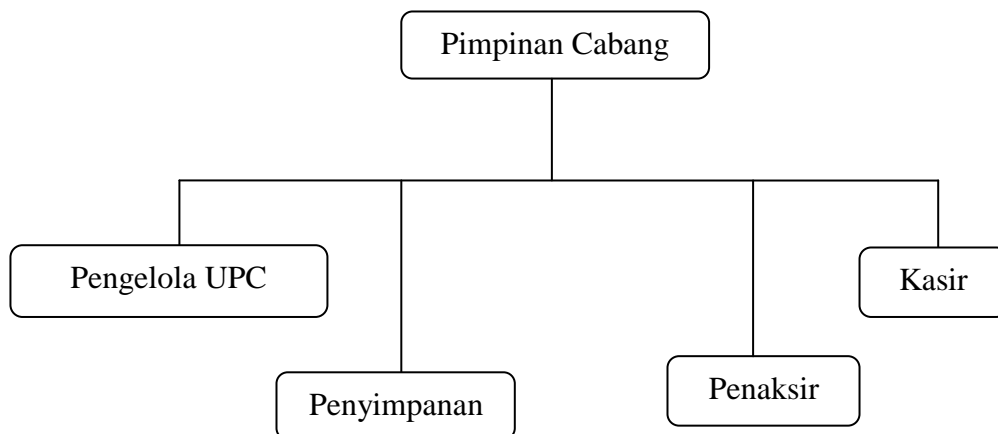 Pimpinan Cabang
Pengelola UPC
Kasir
Penyimpanan
Penaksir